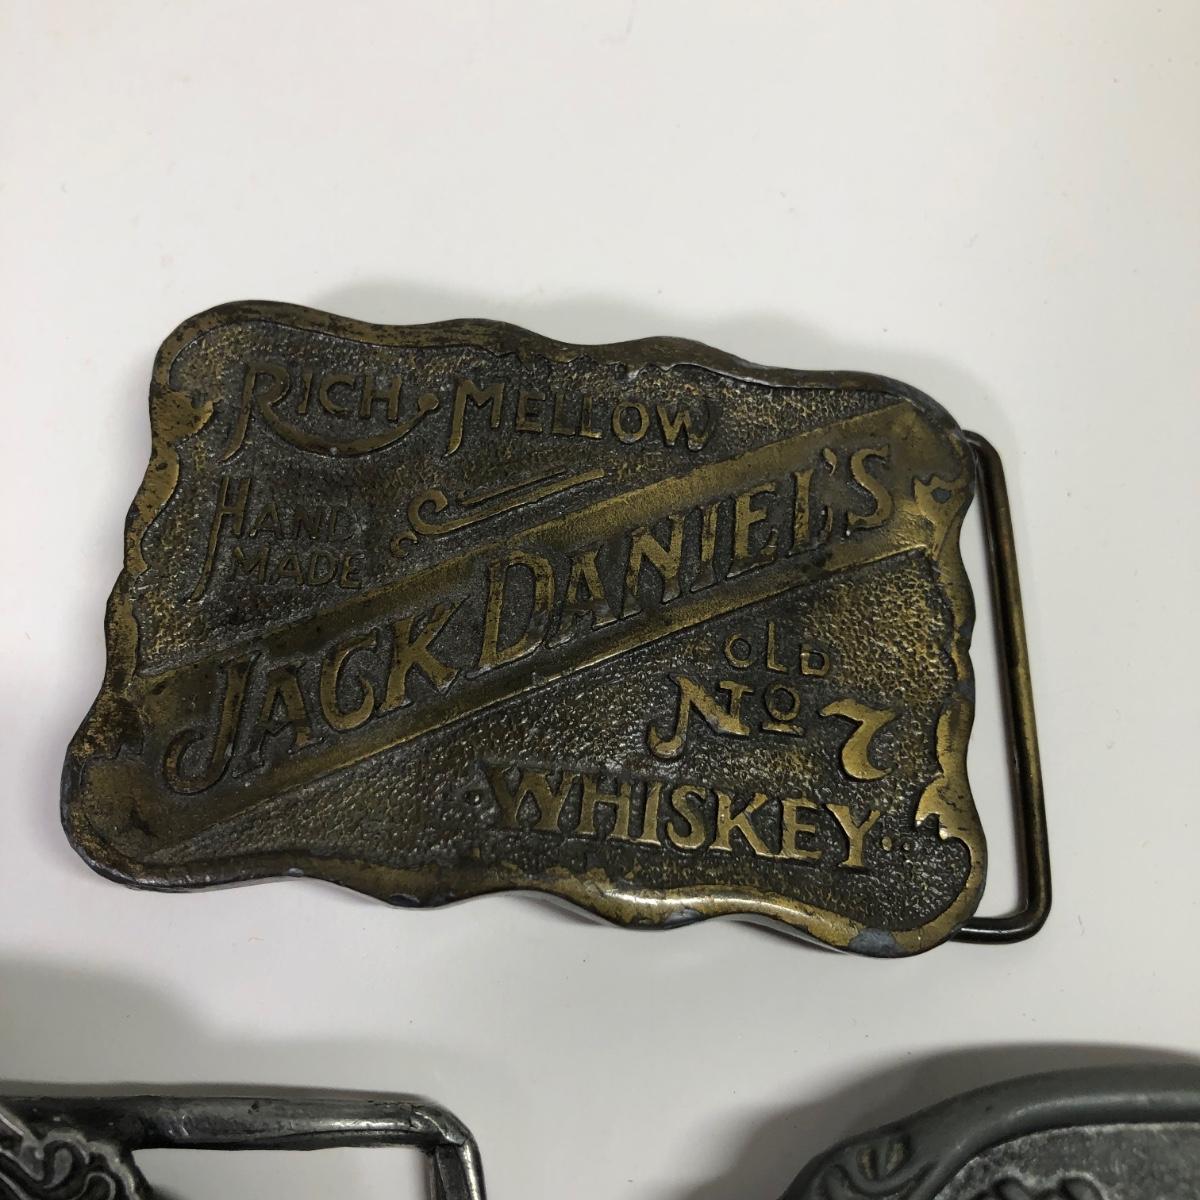 RICH · MELLOW
HAND
MADE
JACK DANIEL'S
OLD
No 7
WHISKEY